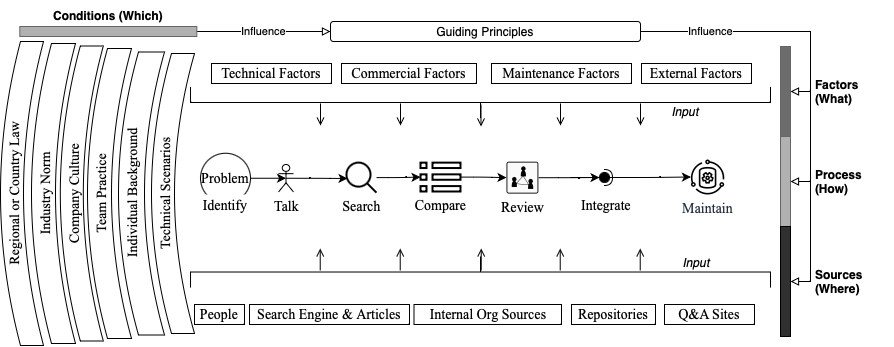 Conditions (Which)
Influence
Guiding Principles
Influence
Technical Factors
Commercial Factors
Maintenance Factors
External Factors
Factors
(What)
Input
Regional or Country Law
Industry Norm
Company Culture
Team Practice
Individual Background
Technical Scenarios
Problem
Identify
Talk
Search
Compare
Review
Integrate
Maintain
Process
(How)
Input
Sources
(Where)
People
Search Engine & Articles
Internal Org Sources
Repositories
Q&A Sites